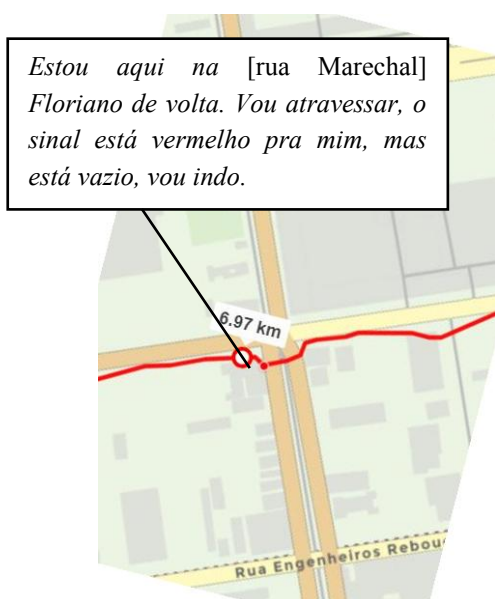 Estou aqui na [rua Marechal]
Floriano de volta. Vou atravessar, o
sinal está vermelho pra mim, mas
está vazio, vou indo.
6.97 km
Rua Engenheiros Rebou